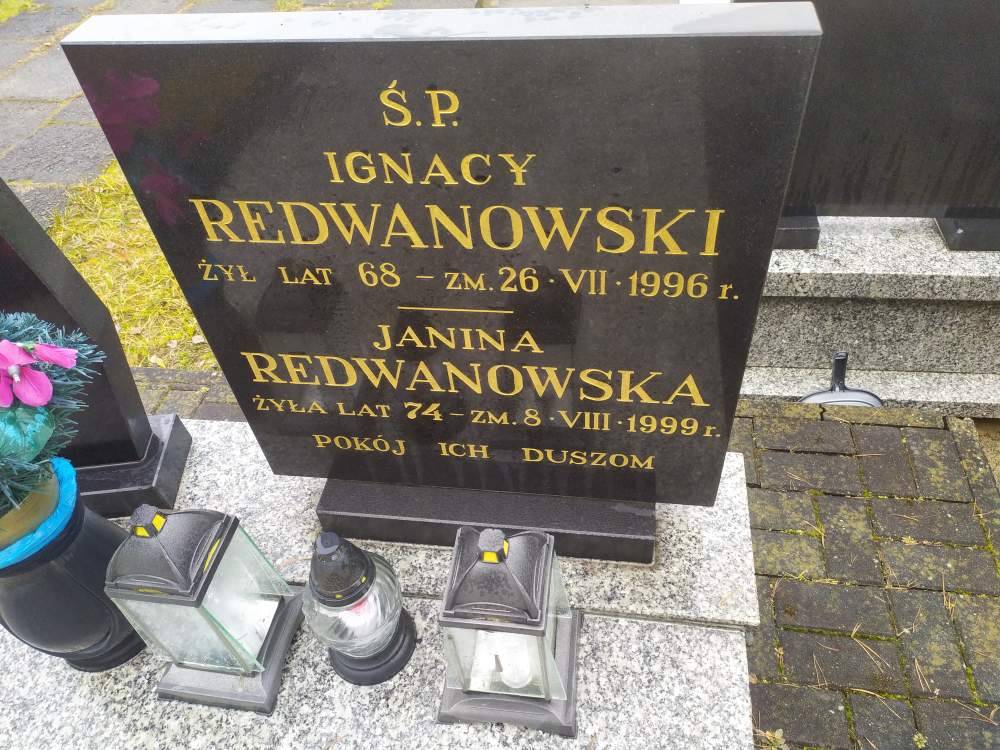 Ś.P.
IGNACY
REDWANOWSKI
ŻYŁ LAT 68 – ZM. 26·VII·1996 r.
JANINA
REDWANOWSKA
ŻYŁA LAT 74 – ZM. 8·VIII·1999 r.
POKÓJ ICH DUSZOM